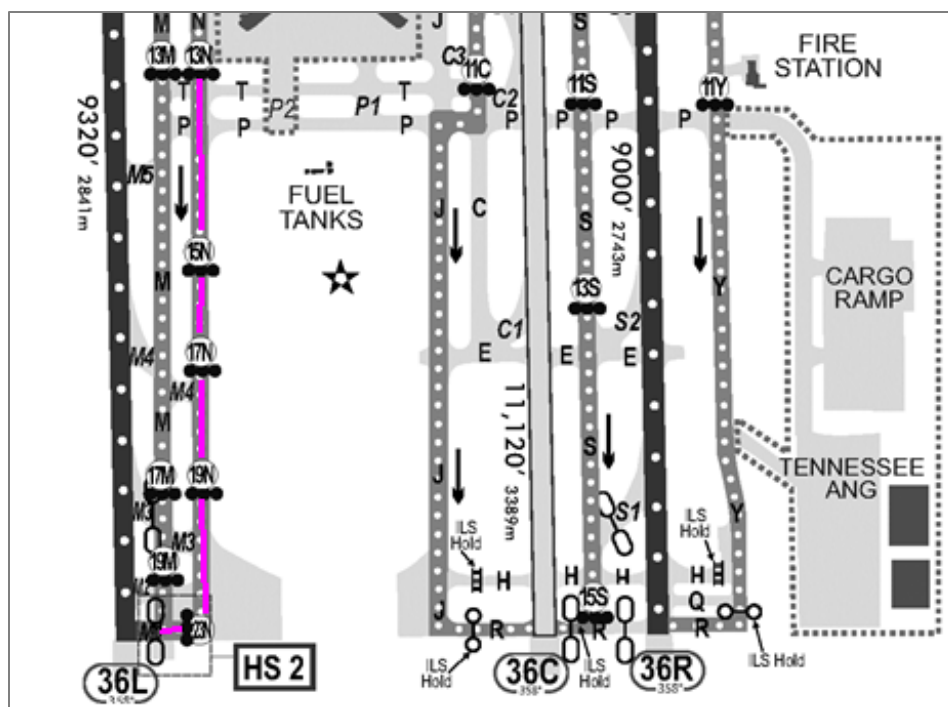 M
N
J
S
13M
13N
C3
11C
C2
11S
11Y
FIRE
STATION
T
T
P2
P1
T
P
P
P
P
P
P
P
9320' 2841m
M5
FUEL
TANKS
J
C
S
9000' 2743m
15N
M
13S
Y
CARGO
RAMP
C1
S2
M4
17N
E
E
E
M4
M
11,120' 3389m
S
17M
19N
J
TENNESSEE
ANG
M3
M3
ILS
Hold
S1
ILS
Hold
Y
19M
H
H
H
H
M2
Q
15S
J
23N
R
R
R
HS 2
ILS
Hold
ILS
Hold
ILS
Hold
36L
358°
36C
358°
36R
358°